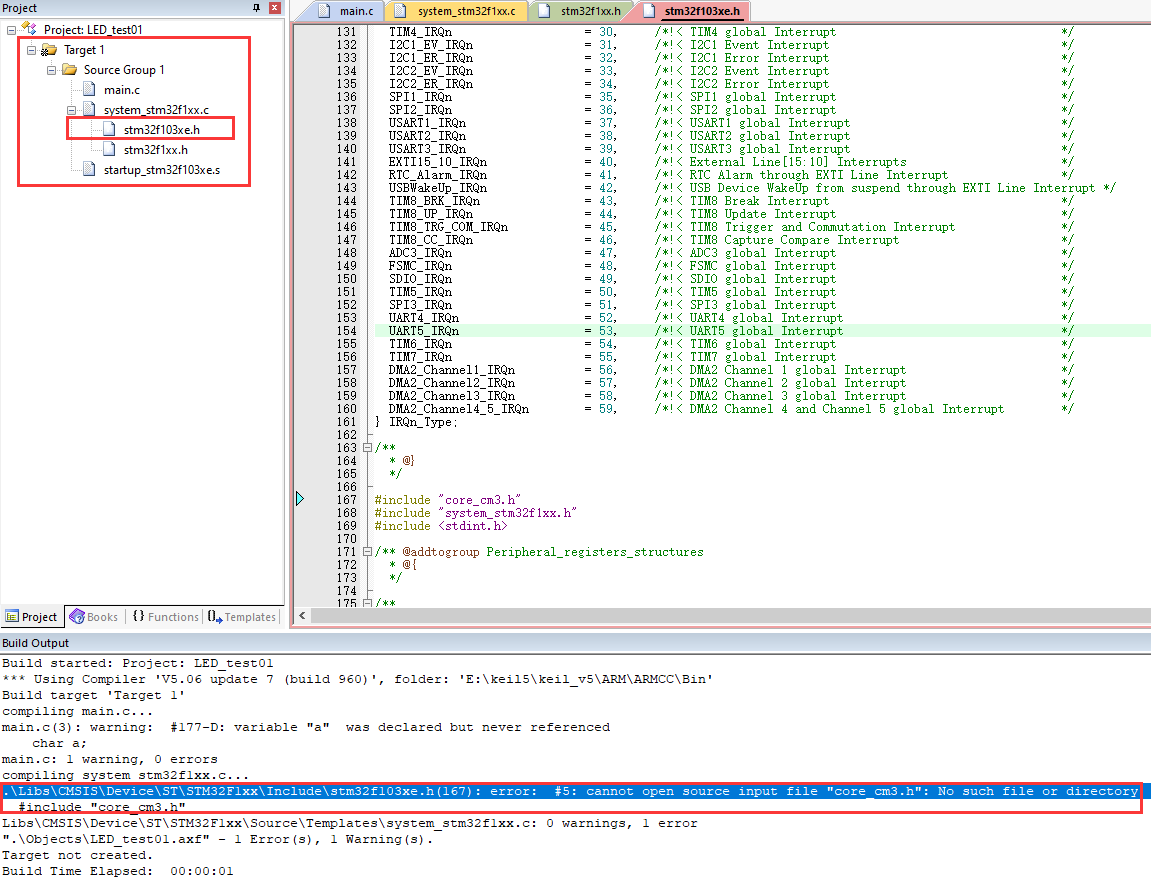 Project
Project: LED_test01
Target 1
Source Group 1
main.c
system_stm32f1xx.c
stm32f103xe.h
stm32f1xx.h
startup_stm32f103xe.s
Project Books {} Functions Templates
main.c system_stm32f1xx.c stm32f1xx.h stm32f103xe.h
131 TIM4_IRQn = 30, /*!< TIM4 global Interrupt */
132 I2C1_EV_IRQn = 31, /*!< I2C1 Event Interrupt */
133 I2C1_ER_IRQn = 32, /*!< I2C1 Error Interrupt */
134 I2C2_EV_IRQn = 33, /*!< I2C2 Event Interrupt */
135 I2C2_ER_IRQn = 34, /*!< I2C2 Error Interrupt */
136 SPI1_IRQn = 35, /*!< SPI1 global Interrupt */
137 SPI2_IRQn = 36, /*!< SPI2 global Interrupt */
138 USART1_IRQn = 37, /*!< USART1 global Interrupt */
139 USART2_IRQn = 38, /*!< USART2 global Interrupt */
140 USART3_IRQn = 39, /*!< USART3 global Interrupt */
141 EXTI15_10_IRQn = 40, /*!< External Line[15:10] Interrupts */
142 RTC_Alarm_IRQn = 41, /*!< RTC Alarm through EXTI Line Interrupt */
143 USBWakeUp_IRQn = 42, /*!< USB Device WakeUp from suspend through EXTI Line Interrupt */
144 TIM8_BRK_IRQn = 43, /*!< TIM8 Break Interrupt */
145 TIM8_UP_IRQn = 44, /*!< TIM8 Update Interrupt */
146 TIM8_TRG_COM_IRQn = 45, /*!< TIM8 Trigger and Commutation Interrupt */
147 TIM8_CC_IRQn = 46, /*!< TIM8 Capture Compare Interrupt */
148 ADC3_IRQn = 47, /*!< ADC3 global Interrupt */
149 FSMC_IRQn = 48, /*!< FSMC global Interrupt */
150 SDIO_IRQn = 49, /*!< SDIO global Interrupt */
151 TIM5_IRQn = 50, /*!< TIM5 global Interrupt */
152 SPI3_IRQn = 51, /*!< SPI3 global Interrupt */
153 UART4_IRQn = 52, /*!< UART4 global Interrupt */
154 UART5_IRQn = 53, /*!< UART5 global Interrupt */
155 TIM6_IRQn = 54, /*!< TIM6 global Interrupt */
156 TIM7_IRQn = 55, /*!< TIM7 global Interrupt */
157 DMA2_Channel1_IRQn = 56, /*!< DMA2 Channel 1 global Interrupt */
158 DMA2_Channel2_IRQn = 57, /*!< DMA2 Channel 2 global Interrupt */
159 DMA2_Channel3_IRQn = 58, /*!< DMA2 Channel 3 global Interrupt */
160 DMA2_Channel4_5_IRQn = 59, /*!< DMA2 Channel 4 and Channel 5 global Interrupt */
161 } IRQn_Type;
162
163 /**
164 * @}
165 */
166
167 #include "core_cm3.h"
168 #include "system_stm32f1xx.h"
169 #include <stdint.h>
170
171 /** @addtogroup Peripheral_registers_structures
172 * @{
173 */
174
175 /**
Build Output
Build started: Project: LED_test01
*** Using Compiler 'V5.06 update 7 (build 960)', folder: 'E:\keil5\keil_v5\ARM\ARMCC\Bin'
Build target 'Target 1'
compiling main.c...
main.c(3): warning: #177-D: variable "a" was declared but never referenced
char a;
main.c: 1 warning, 0 errors
compiling system_stm32f1xx.c...
.\Libs\CMSIS\Device\ST\STM32F1xx\Include\stm32f103xe.h(167): error: #5: cannot open source input file "core_cm3.h": No such file or directory
#include "core_cm3.h"
Libs\CMSIS\Device\ST\STM32F1xx\Source\Templates\system_stm32f1xx.c: 0 warnings, 1 error
".\Objects\LED_test01.axf" - 1 Error(s), 1 Warning(s).
Target not created.
Build Time Elapsed: 00:00:01